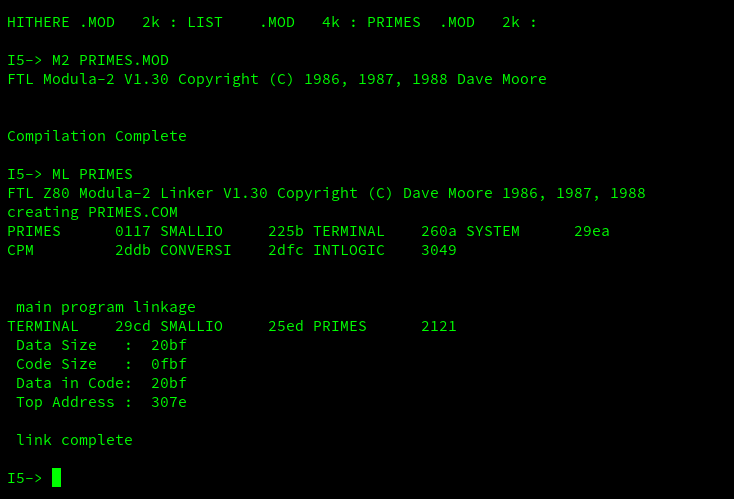 HITHERE .MOD   2k : LIST    .MOD   4k : PRIMES  .MOD   2k :
I5-> M2 PRIMES.MOD
FTL Modula-2 V1.30 Copyright (C) 1986, 1987, 1988 Dave Moore
Compilation Complete
I5-> ML PRIMES
FTL Z80 Modula-2 Linker V1.30 Copyright (C) Dave Moore 1986, 1987, 1988
creating PRIMES.COM
PRIMES      0117 SMALLIO     225b TERMINAL    260a SYSTEM      29ea
CPM         2ddb CONVERSI    2dfc INTLOGIC    3049
main program linkage
TERMINAL    29cd SMALLIO     25ed PRIMES      2121
Data Size   :  20bf
Code Size   :  0fbf
Data in Code:  20bf
Top Address :  307e
link complete
I5->